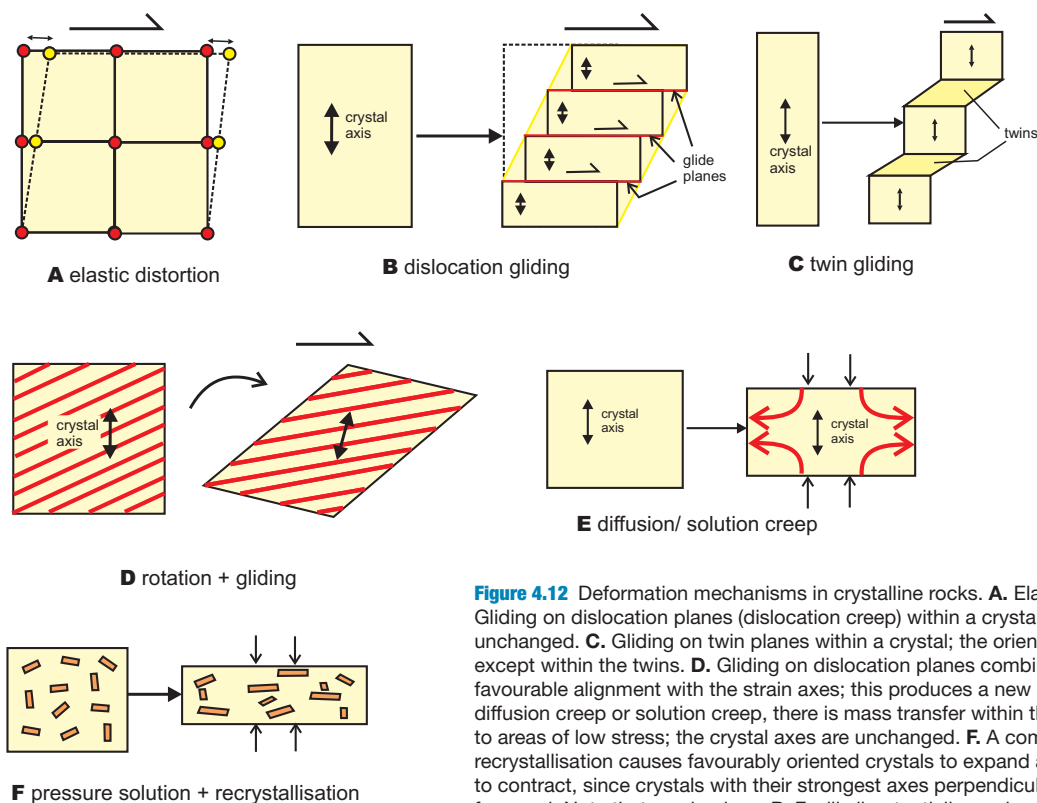 crystal
axis
glide
planes
crystal
axis
twins
A elastic distortion
B dislocation gliding
C twin gliding
crystal
axis
crystal
axis
crystal
axis
E diffusion/ solution creep
D rotation + gliding
Figure 4.12 Deformation mechanisms in crystalline rocks. A. Ela
Gliding on dislocation planes (dislocation creep) within a crysta
unchanged. C. Gliding on twin planes within a crystal; the orien
except within the twins. D. Gliding on dislocation planes combi
favourable alignment with the strain axes; this produces a new
diffusion creep or solution creep, there is mass transfer within th
to areas of low stress; the crystal axes are unchanged. F. A com
recrystallisation causes favourably oriented crystals to expand a
to contract, since crystals with their strongest axes perpendicul
F pressure solution + recrystallisation